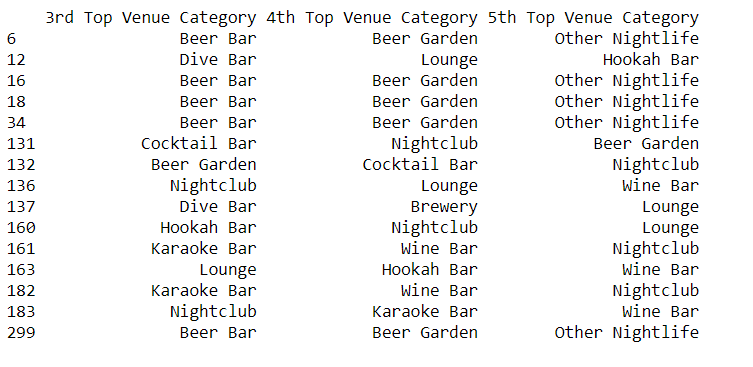 3rd Top Venue Category 4th Top Venue Category 5th Top Venue Category
6 Beer Bar Beer Garden Other Nightlife
12 Dive Bar Lounge Hookah Bar
16 Beer Bar Beer Garden Other Nightlife
18 Beer Bar Beer Garden Other Nightlife
34 Beer Bar Beer Garden Other Nightlife
131 Cocktail Bar Nightclub Beer Garden
132 Beer Garden Cocktail Bar Nightclub
136 Nightclub Lounge Wine Bar
137 Dive Bar Brewery Lounge
160 Hookah Bar Nightclub Lounge
161 Karaoke Bar Wine Bar Nightclub
163 Lounge Hookah Bar Wine Bar
182 Karaoke Bar Wine Bar Nightclub
183 Nightclub Karaoke Bar Wine Bar
299 Beer Bar Beer Garden Other Nightlife